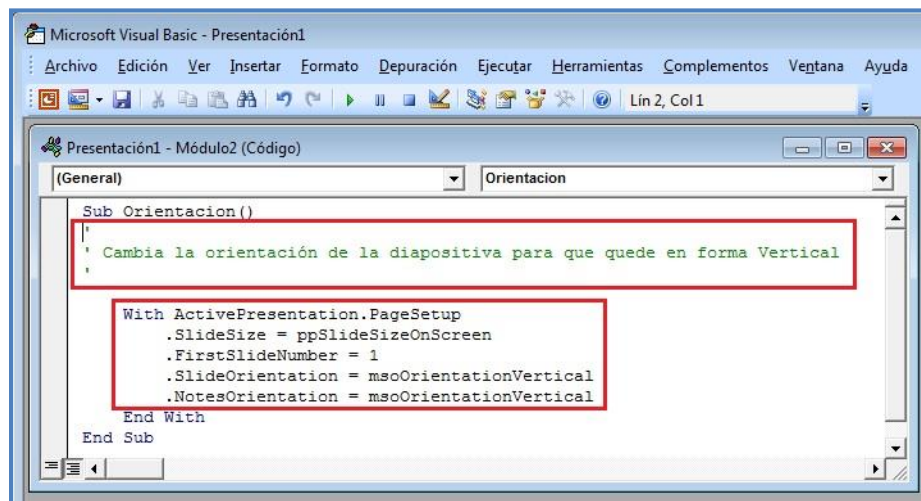 Microsoft Visual Basic - Presentación1
Archivo Edición Ver Insertar Formato Depuración Ejecutar Herramientas Complementos Ventana Ayuda
Lín 2, Col 1
Presentación1 - Módulo2 (Código)
(General) Orientacion
Sub Orientacion()
'
' Cambia la orientación de la diapositiva para que quede en forma Vertical
'
With ActivePresentation.PageSetup
.SlideSize = ppSlideSizeOnScreen
.FirstSlideNumber = 1
.SlideOrientation = msoOrientationVertical
.NotesOrientation = msoOrientationVertical
End With
End Sub